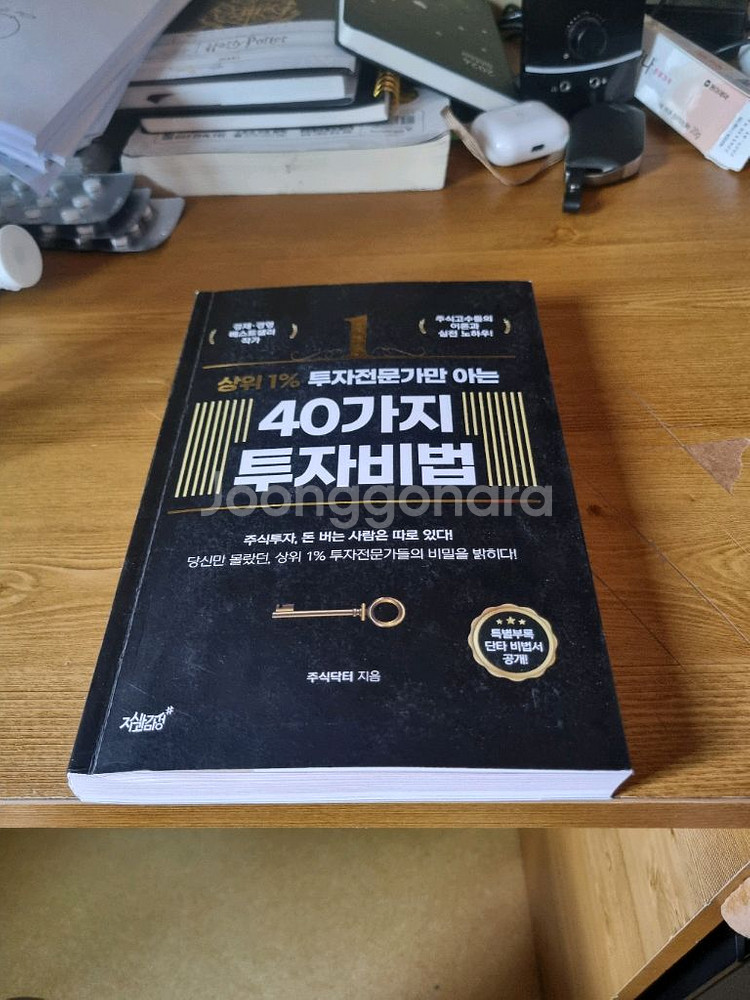 Harry Potter
경제·경영
베스트셀러
작가
1
주식고수들의
이론과
실전 노하우!
상위 1% 투자전문가만 아는
40가지
투자비법
Joonggonara
주식투자, 돈 버는 사람은 따로 있다!
당신만 몰랐던, 상위 1% 투자전문가들의 비밀을 밝히다!
특별부록
단타 비법서
공개!
주식닥터 지음
지식과감성#